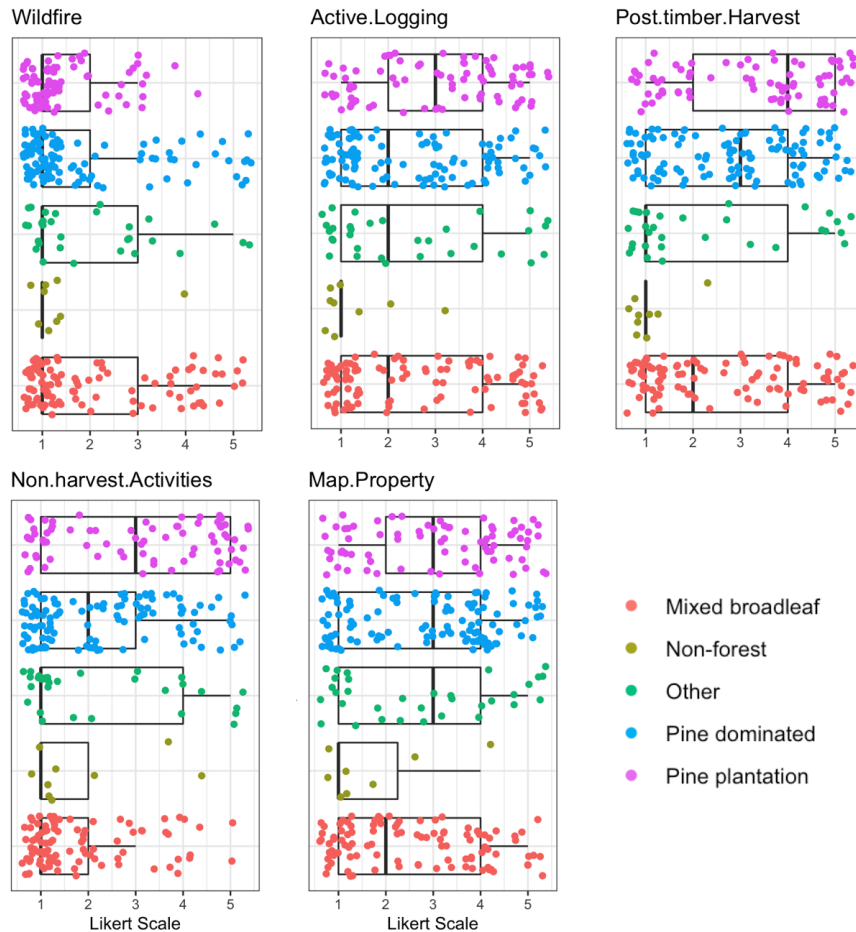 Wildfire
Active.Logging
Post.timber.Harvest
1 2 3 4 5
1 2 3 4 5
1 2 3 4 5
Non.harvest.Activities
Map.Property
1 2 3 4 5
1 2 3 4 5
Likert Scale
Likert Scale
Mixed broadleaf
Non-forest
Other
Pine dominated
Pine plantation